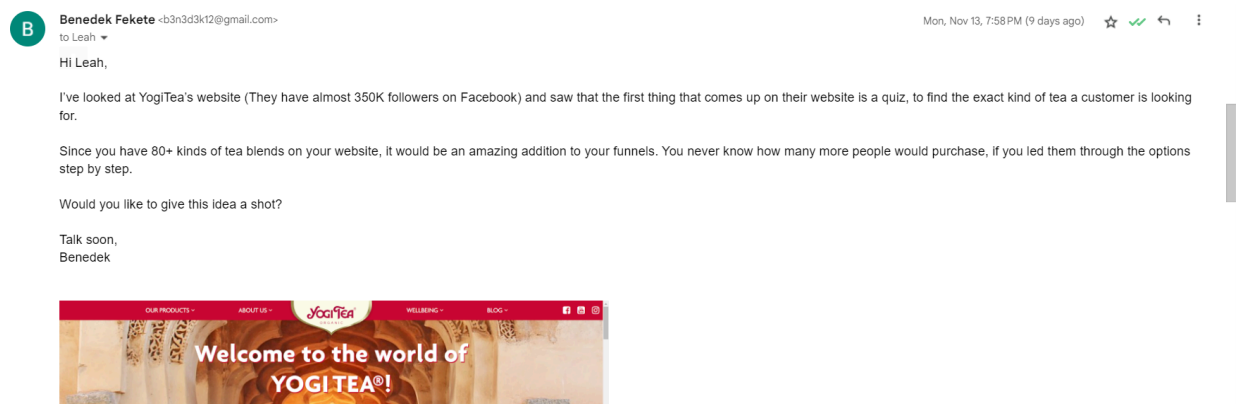 B
Benedek Fekete <b3n3d3k12@gmail.com>
Mon, Nov 13, 7:58 PM (9 days ago)
to Leah
Hi Leah,
I've looked at YogiTea's website (They have almost 350K followers on Facebook) and saw that the first thing that comes up on their website is a quiz, to find the exact kind of tea a customer is looking
for.
Since you have 80+ kinds of tea blends on your website, it would be an amazing addition to your funnels. You never know how many more people would purchase, if you led them through the options
step by step.
Would you like to give this idea a shot?
Talk soon,
Benedek
OUR PRODUCTS ABOUT US YOGI TEA WELLBEING BLOG
ORGANIC
Welcome to the world of
YOGI TEA®!